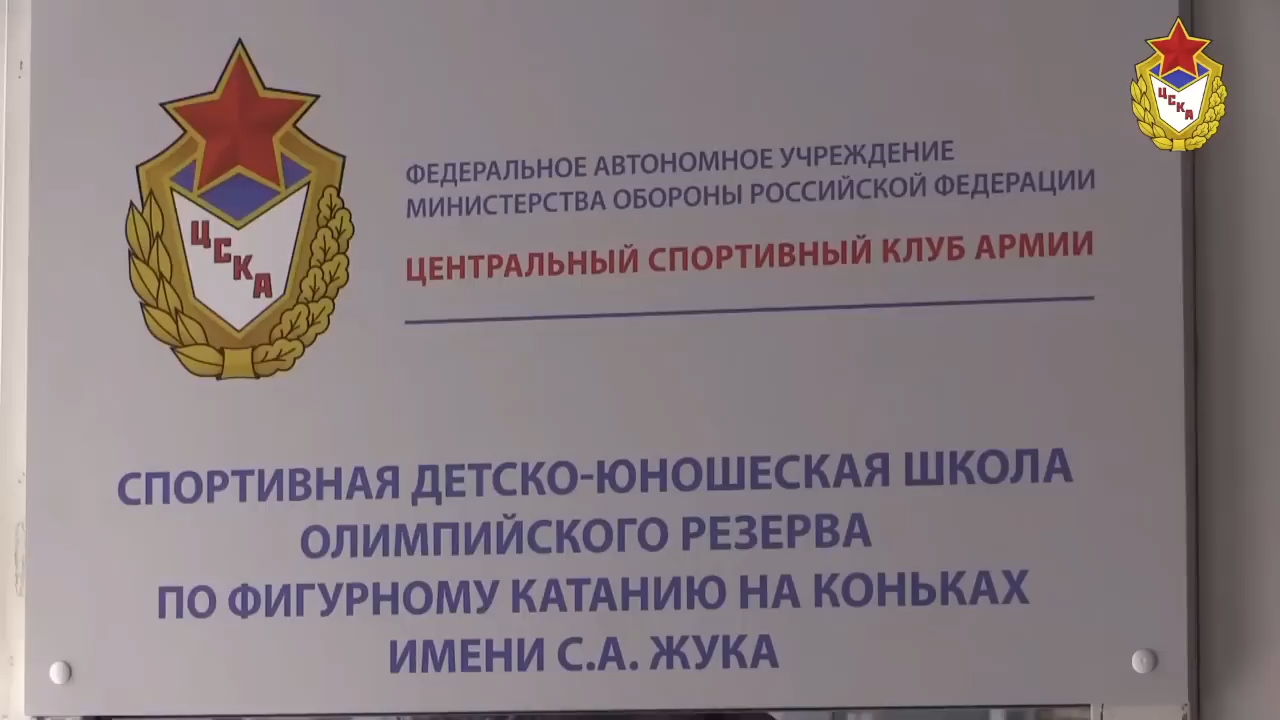 ФЕДЕРАЛЬНОЕ АВТОНОМНОЕ УЧРЕЖДЕНИЕ
МИНИСТЕРСТВА ОБОРОНЫ РОССИЙСКОЙ ФЕДЕРАЦИИ
ЦЕНТРАЛЬНЫЙ СПОРТИВНЫЙ КЛУБ АРМИИ
ЦСКА
ЦСКА
СПОРТИВНАЯ ДЕТСКО-ЮНОШЕСКАЯ ШКОЛА
ОЛИМПИЙСКОГО РЕЗЕРВА
ПО ФИГУРНОМУ КАТАНИЮ НА КОНЬКАХ
ИМЕНИ С.А. ЖУКА